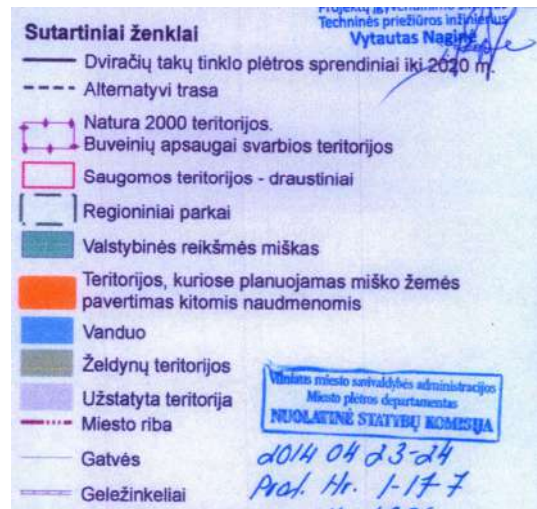 Techninės priežiūros inžinierius
Vytautas
Sutartiniai ženklai
Dviračių takų tinklo plėtros sprendiniai iki 2020 m.
Alternatyvi trasa
Natura 2000 teritorijos.
Buveinių apsaugai svarbios teritorijos
Saugomos teritorijos - draustiniai
Regioniniai parkai
Valstybinės reikšmės miškas
Teritorijos, kuriose planuojamas miško žemės
pavertimas kitomis naudmenomis
Vanduo
Želdynų teritorijos
Užstatyta teritorija
Miesto riba
Gatvės
Geležinkeliai
Vilniaus miesto savivaldybės administracijos
Miesto plėtros departamentas
NUOLATINĖ STATYBŲ KOMISIJA
2014 04 23-24
Prot. Nr. 1-17-7